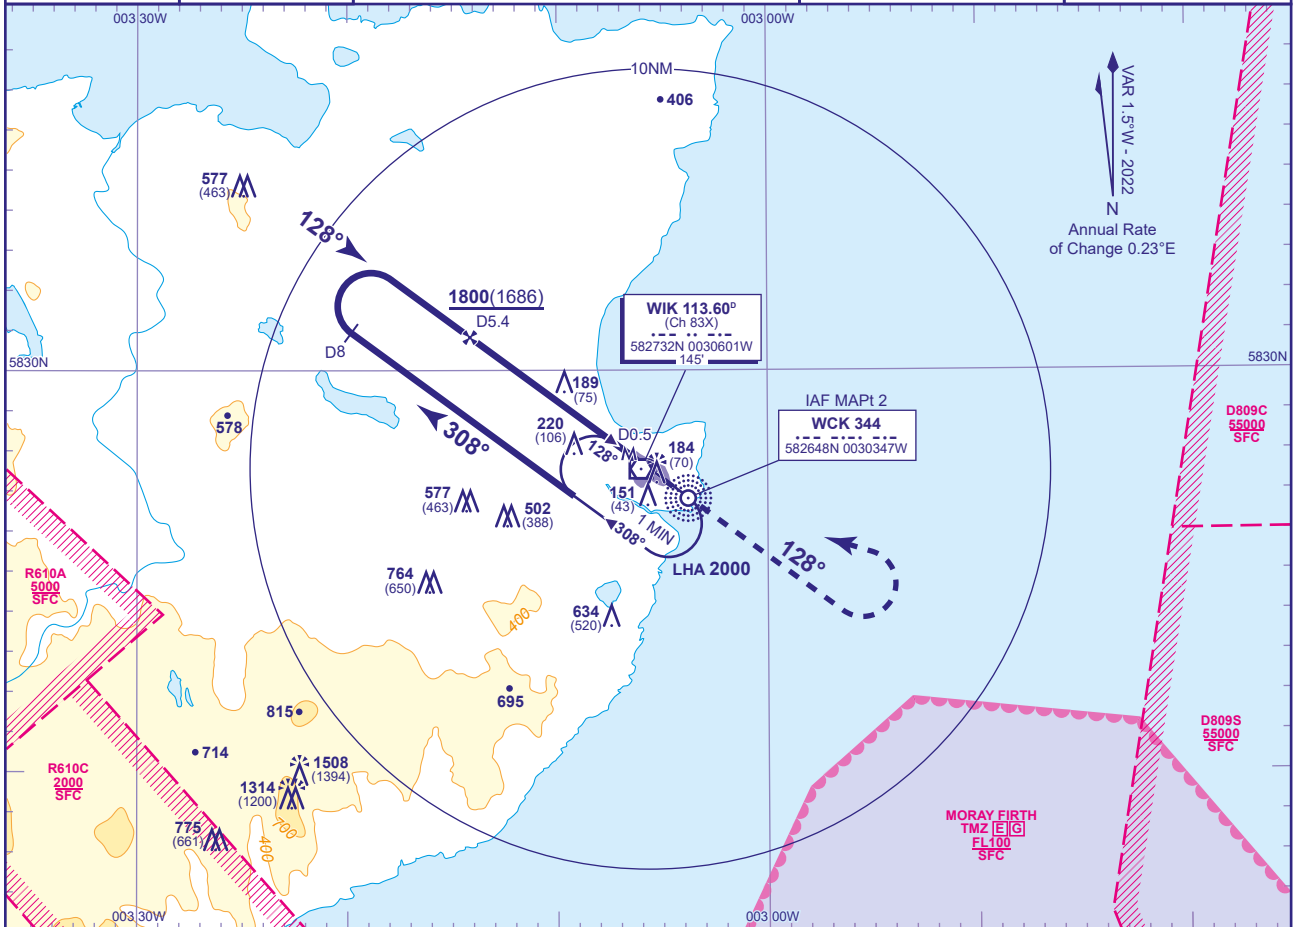 003 30W
003 00W
10NM
406
VAR 1.5°W - 2022
N
Annual Rate
of Change 0.23°E
577
(463)
128°
1800(1686)
D5.4
D8
WIK 113.60ᴰ
(Ch 83X)
582732N 0030601W
145'
5830N
5830N
189
(75)
IAF MAPt 2
WCK 344
582648N 0030347W
D809C
55000
SFC
578
220
(106)
D0.5
128°
M
184
(70)
308°
577
(463)
502
(388)
151
(43)
1 MIN
308°
LHA 2000
128°
R610A
5000
SFC
764
(650)
634
(520)
400
695
815
714
D809S
55000
SFC
R610C
2000
SFC
1508
(1394)
1314
(1200)
700
400
775
(661)
MORAY FIRTH
TMZ E G
FL100
SFC
003 30W
003 00W